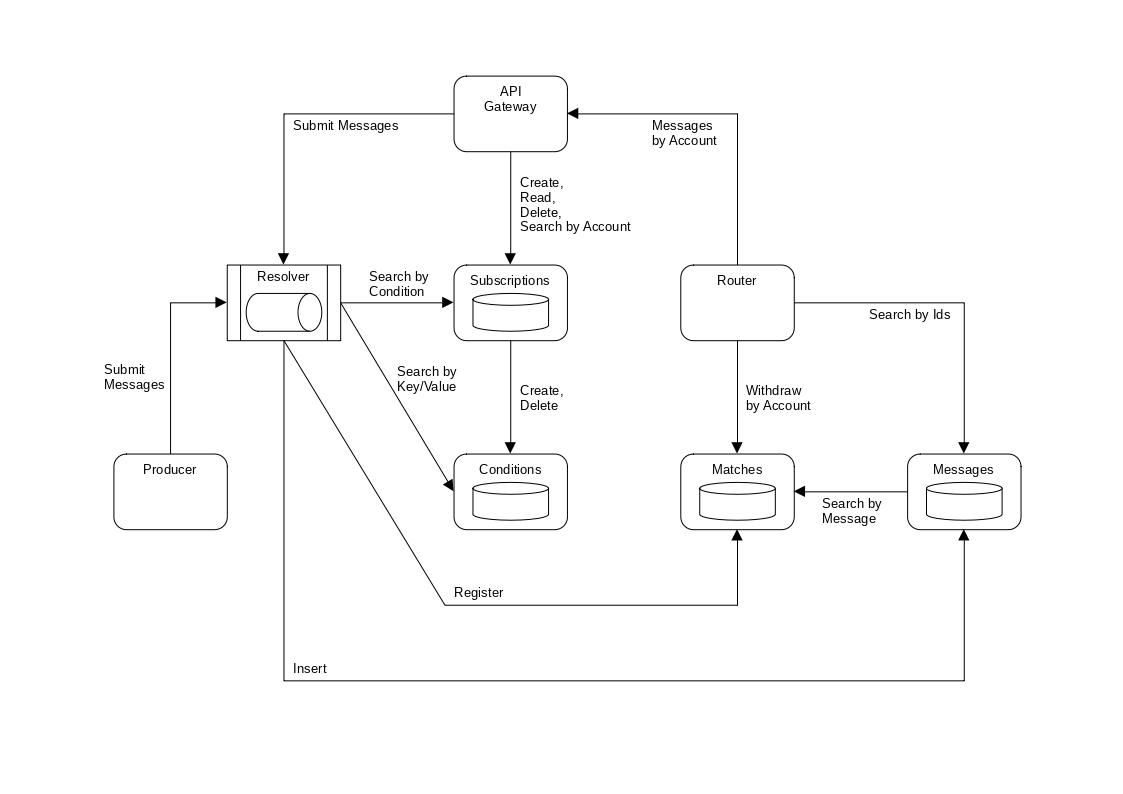 API
Gateway
Submit Messages
Messages
by Account
Create,
Read,
Delete,
Search by Account
Resolver
Search by
Condition
Subscriptions
Router
Search by Ids
Submit
Messages
Search by
Key/Value
Create,
Delete
Withdraw
by Account
Producer
Conditions
Matches
Messages
Search by
Message
Register
Insert